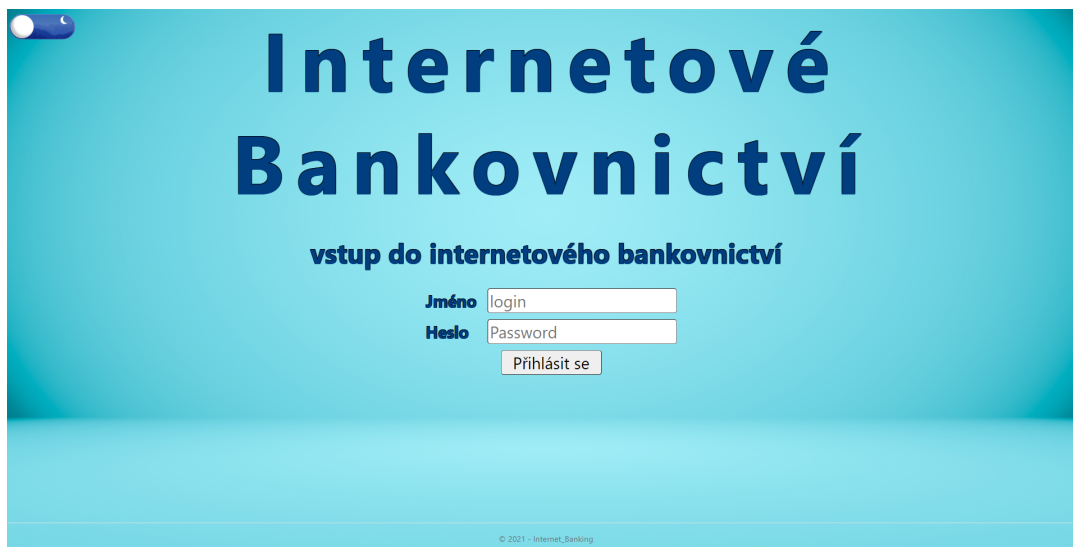 Internetové
Bankovnictví
vstup do internetového bankovnictví
Jméno login
Heslo Password
Přihlásit se
© 2021 - Internet_Banking